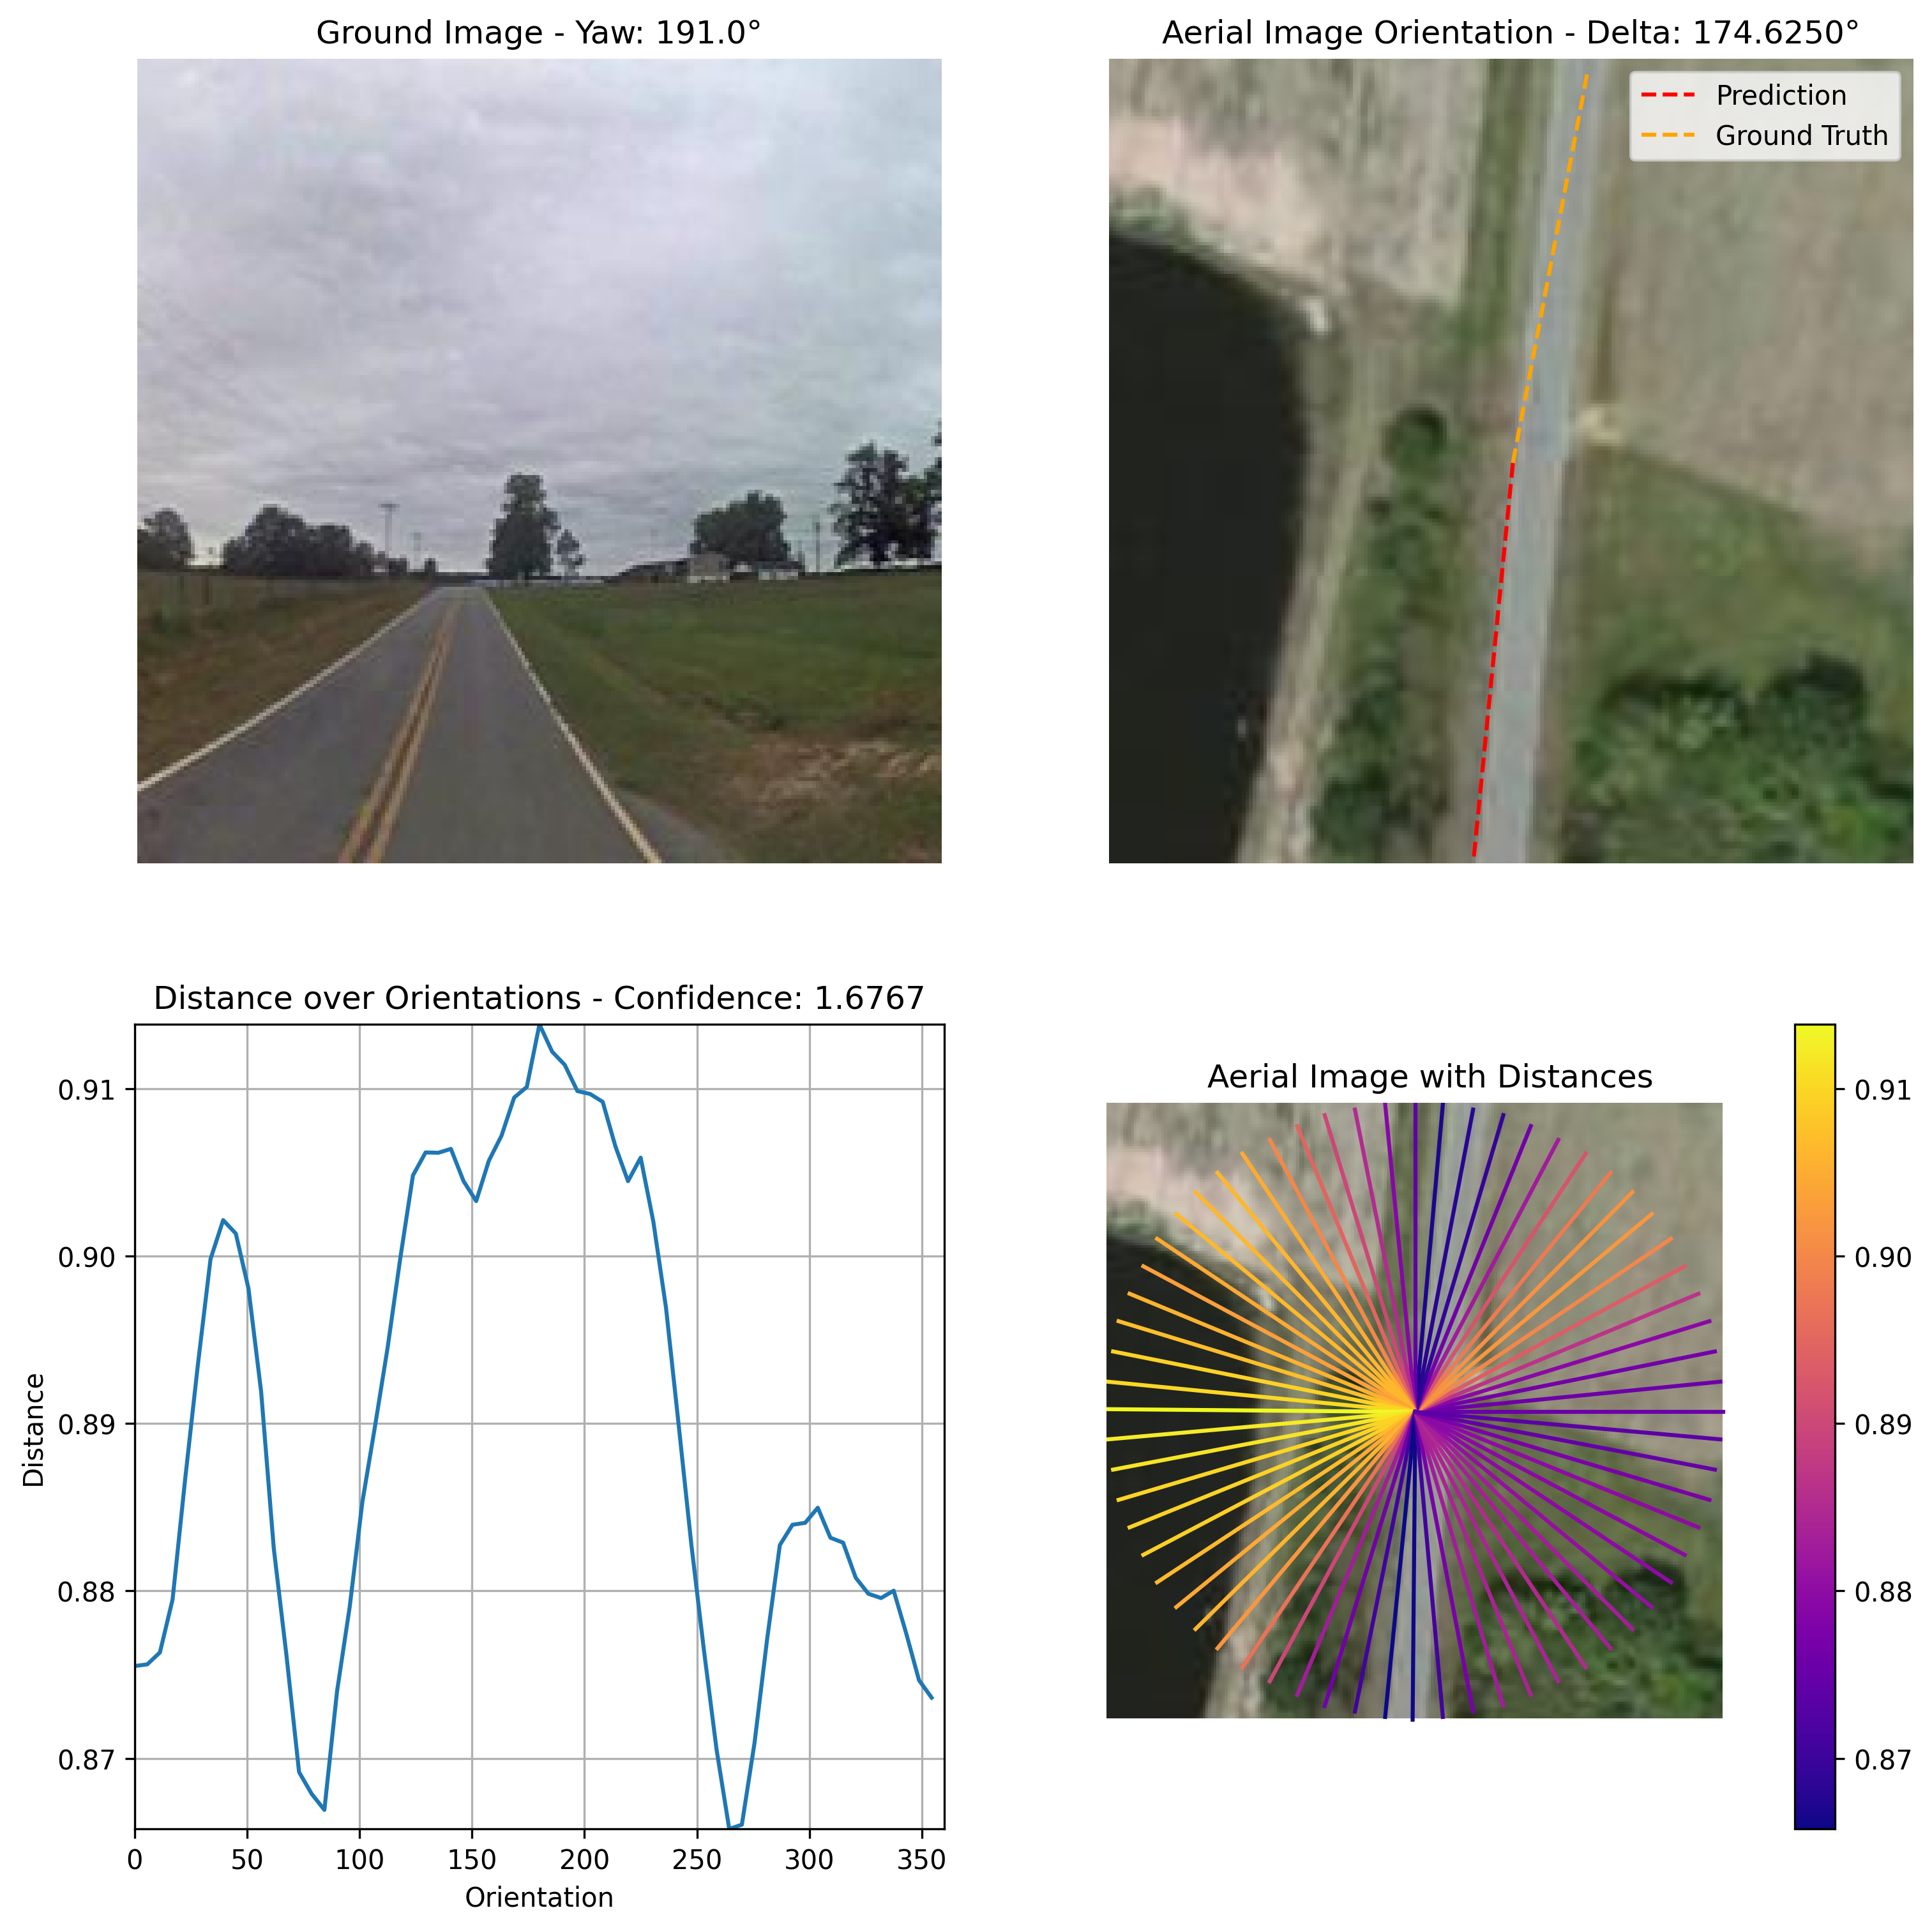 Ground Image - Yaw: 191.0°
Aerial Image Orientation - Delta: 174.6250°
Prediction
Ground Truth
Distance over Orientations - Confidence: 1.6767
0.91
0.90
0.89
0.88
0.87
Distance
0
50
100
150
200
250
300
350
Orientation
Aerial Image with Distances
0.91
0.90
0.89
0.88
0.87